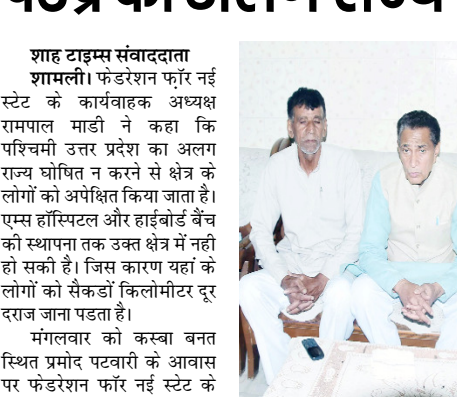 शाह टाइम्स संवाददाता
शामली। फेडरेशन फ़ॉर नई
स्टेट के कार्यवाहक अध्यक्ष
रामपाल माडी ने कहा कि
पश्चिमी उत्तर प्रदेश का अलग
राज्य घोषित न करने से क्षेत्र के
लोगों को अपेक्षित किया जाता है।
एम्स हॉस्पिटल और हाईबोर्ड बैंच
की स्थापना तक उक्त क्षेत्र में नही
हो सकी है। जिस कारण यहां के
लोगों को सैकडों किलोमीटर दूर
दराज जाना पडता है।
मंगलवार को कस्बा बनत
स्थित प्रमोद पटवारी के आवास
पर फेडरेशन फॉर नई स्टेट के